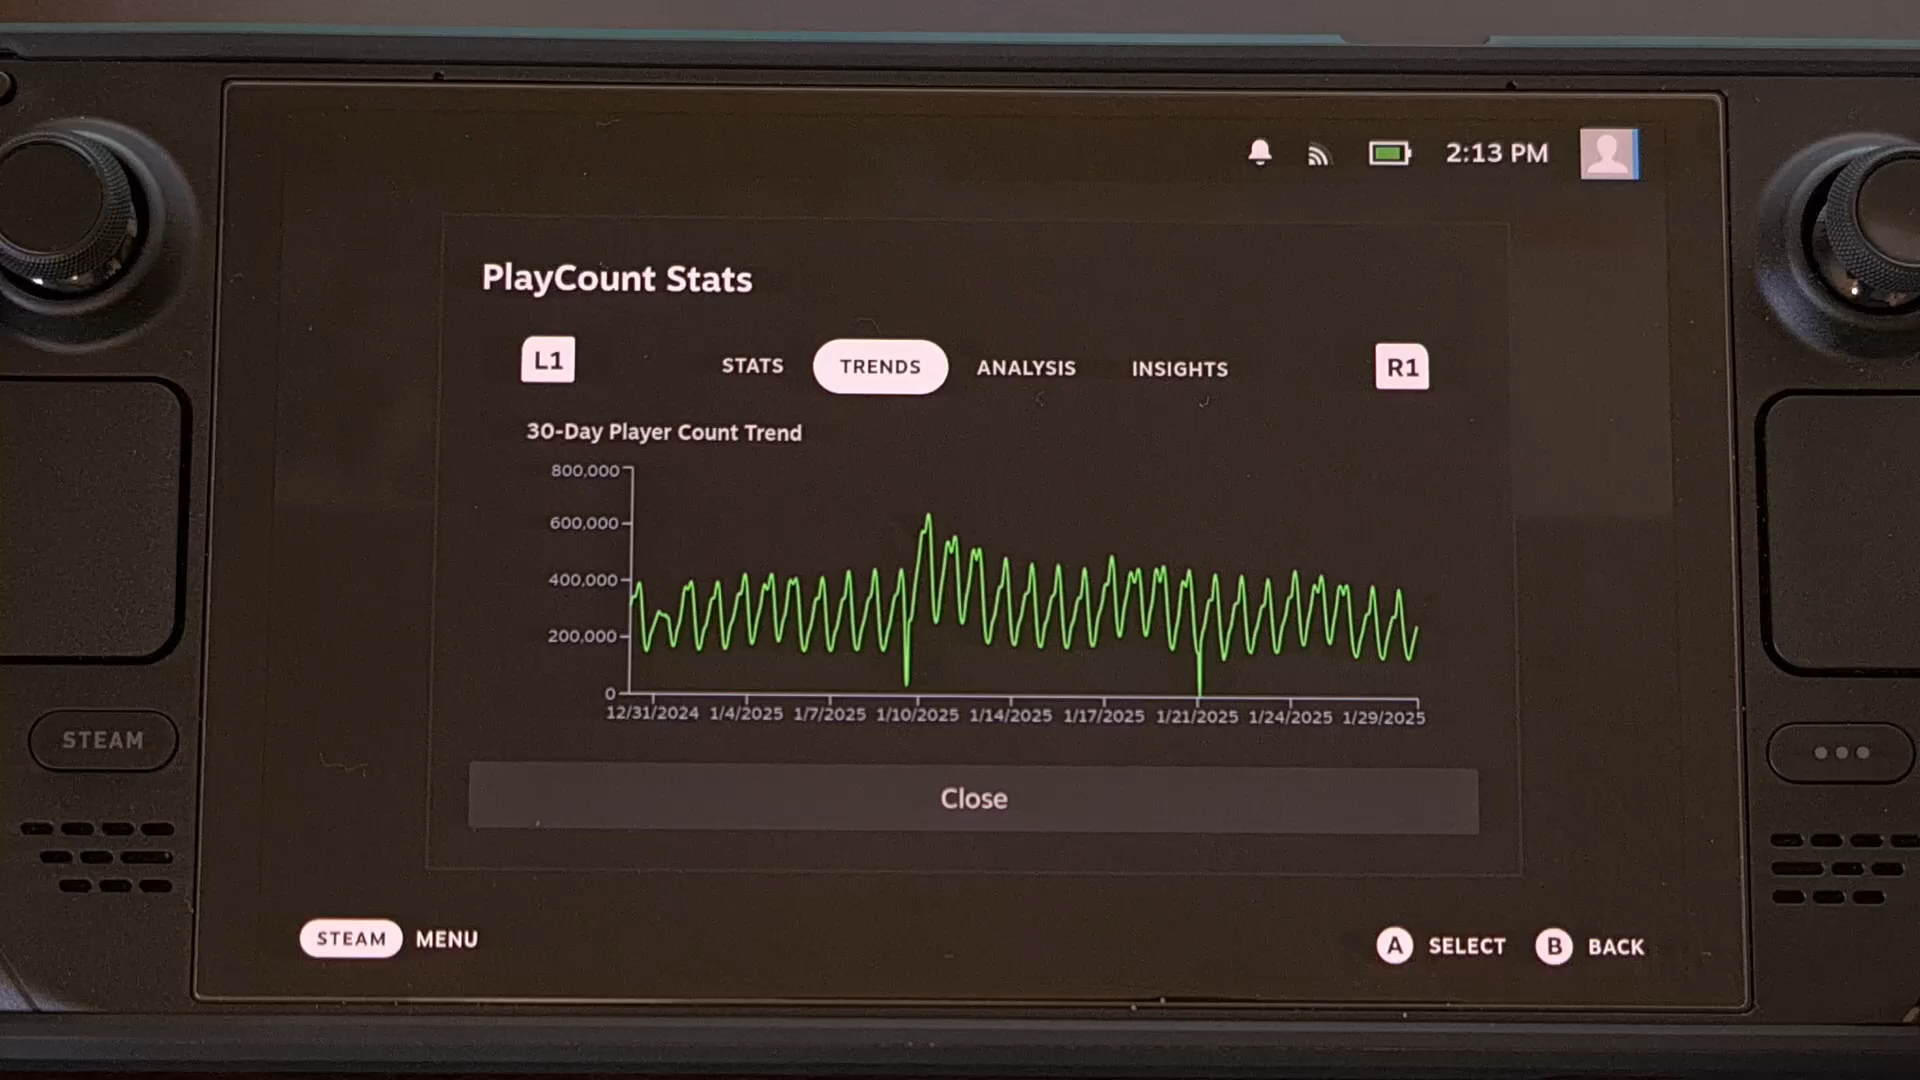 2:13 PM
PlayCount Stats
L1 STATS TRENDS ANALYSIS INSIGHTS R1
30-Day Player Count Trend
800,000
600,000
400,000
200,000
0
12/31/2024 1/4/2025 1/7/2025 1/10/2025 1/14/2025 1/17/2025 1/21/2025 1/24/2025 1/29/2025
STEAM
Close
STEAM MENU
A SELECT B BACK